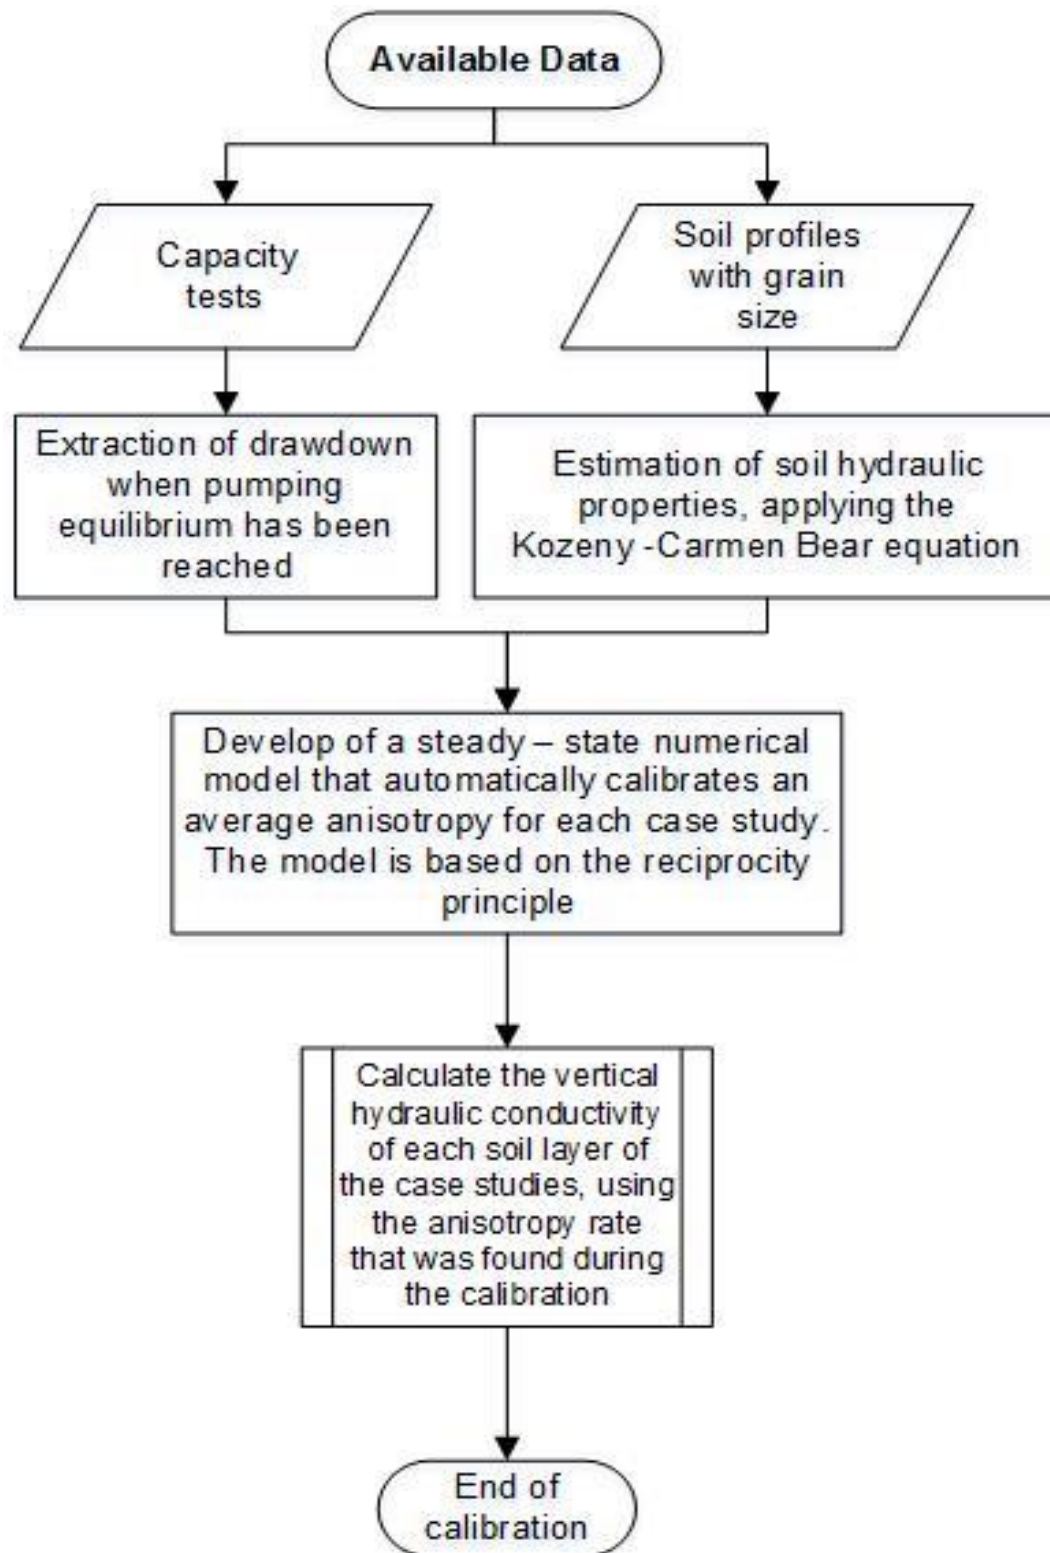 Available Data
Capacity
tests
Soil profiles
with grain
size
Extraction of drawdown
when pumping
equilibrium has been
reached
Estimation of soil hydraulic
properties, applying the
Kozeny -Carmen Bear equation
Develop of a steady – state numerical
model that automatically calibrates an
average anisotropy for each case study.
The model is based on the reciprocity
principle
Calculate the vertical
hydraulic conductivity
of each soil layer of
the case studies, using
the anisotropy rate
that was found during
the calibration
End of
calibration